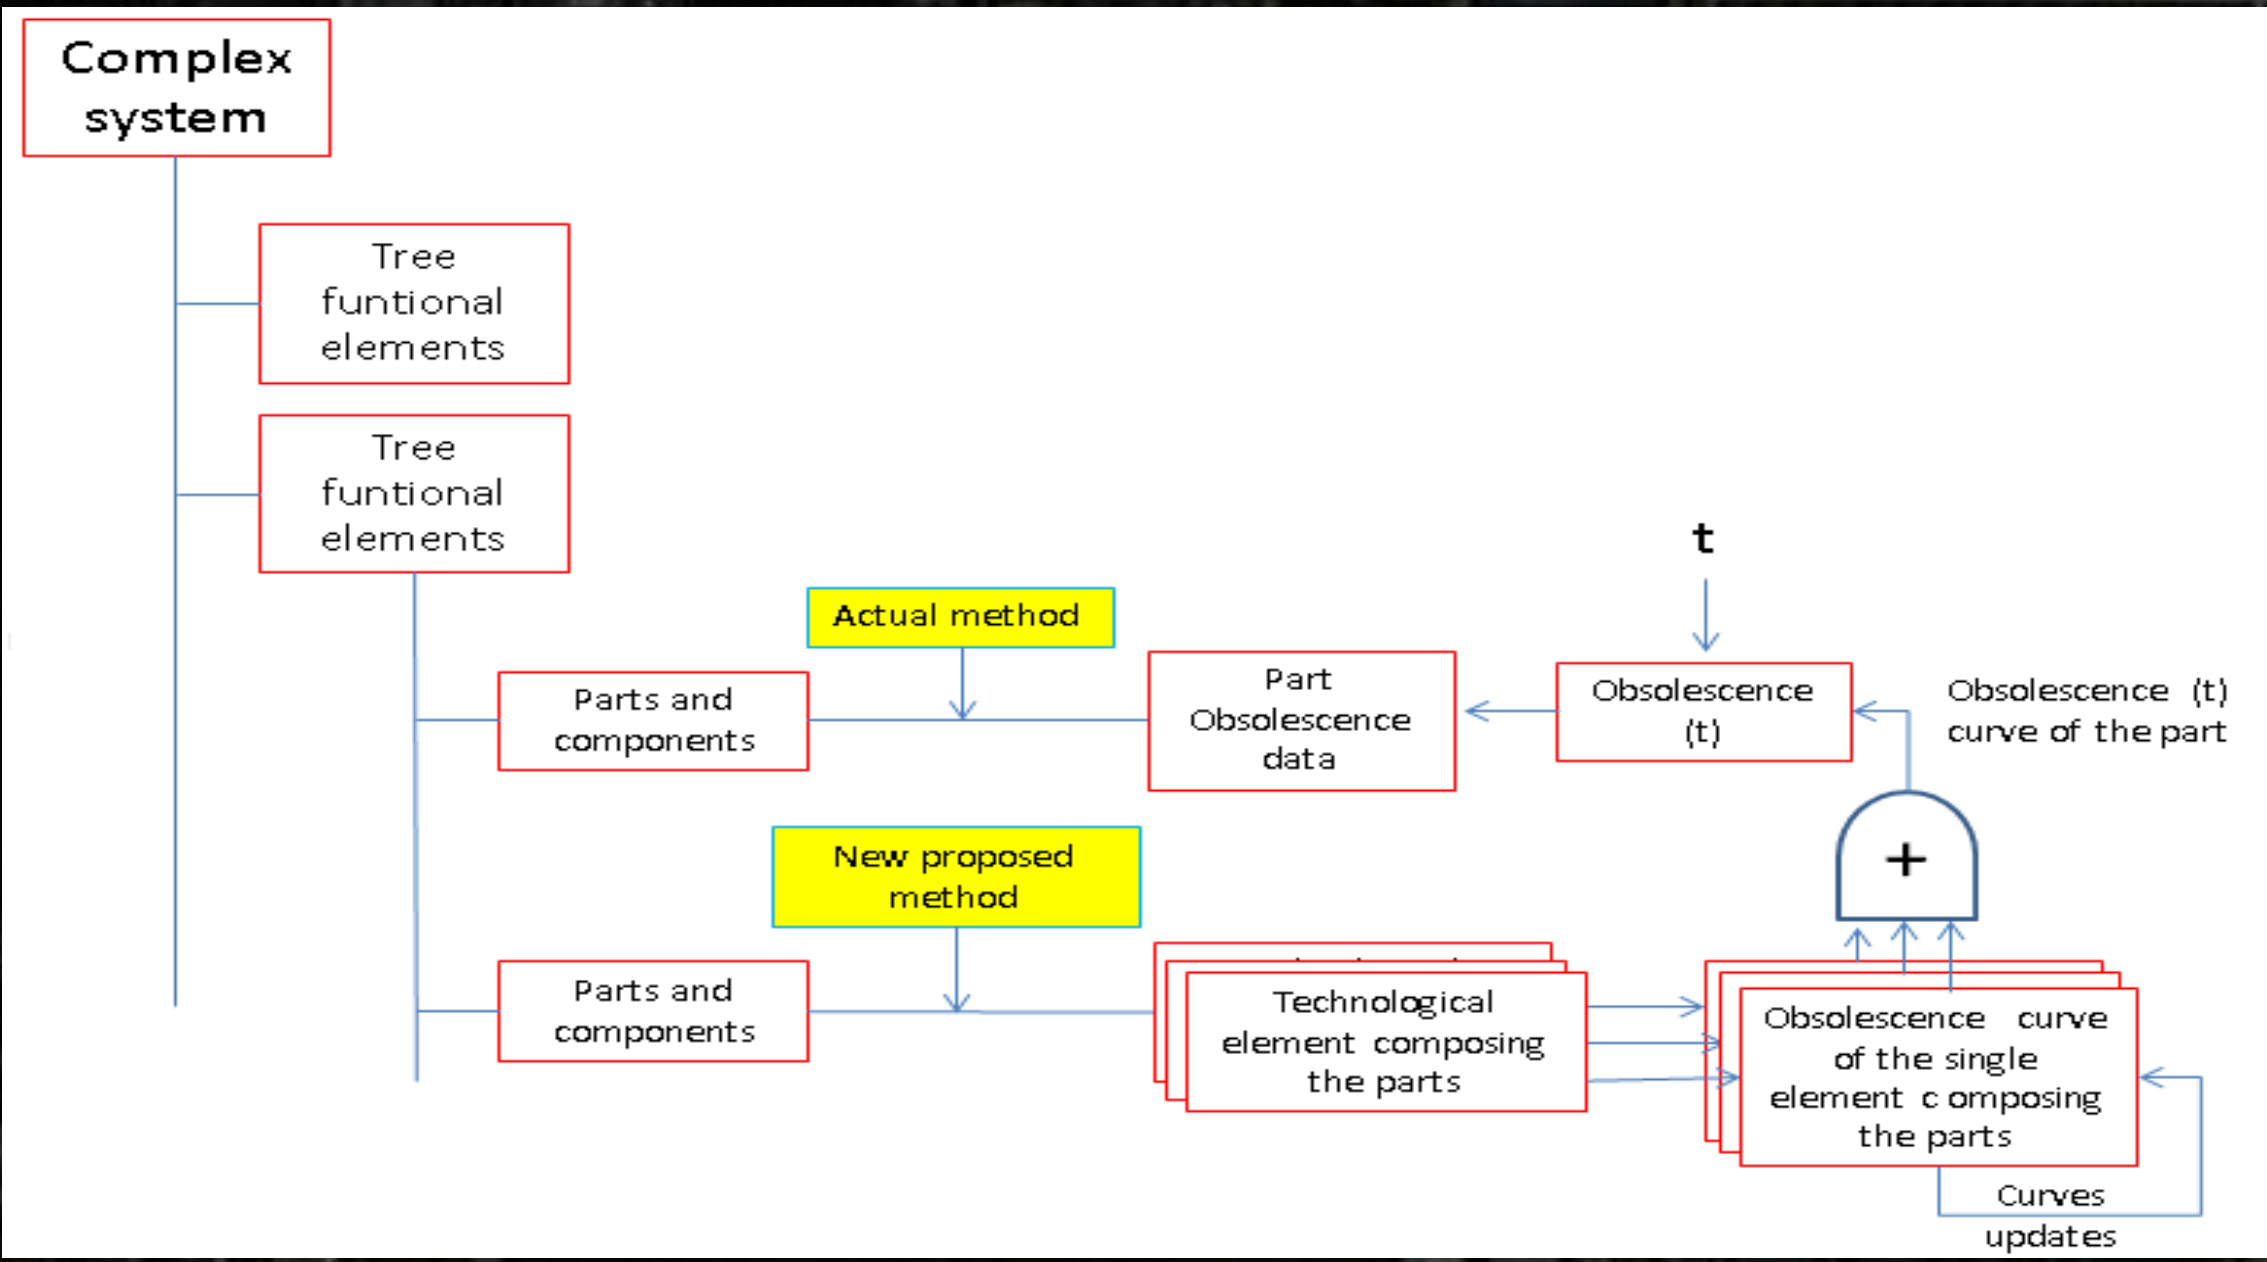 Complex
system
Tree
funtional
elements
Tree
funtional
elements
t
Actual method
Parts and
components
Part
Obsolescence
data
Obsolescence
(t)
Obsolescence (t)
curve of the part
+
New proposed
method
Parts and
components
Technological
element composing
the parts
Obsolescence curve
of the single
element c omposing
the parts
Curves
updates